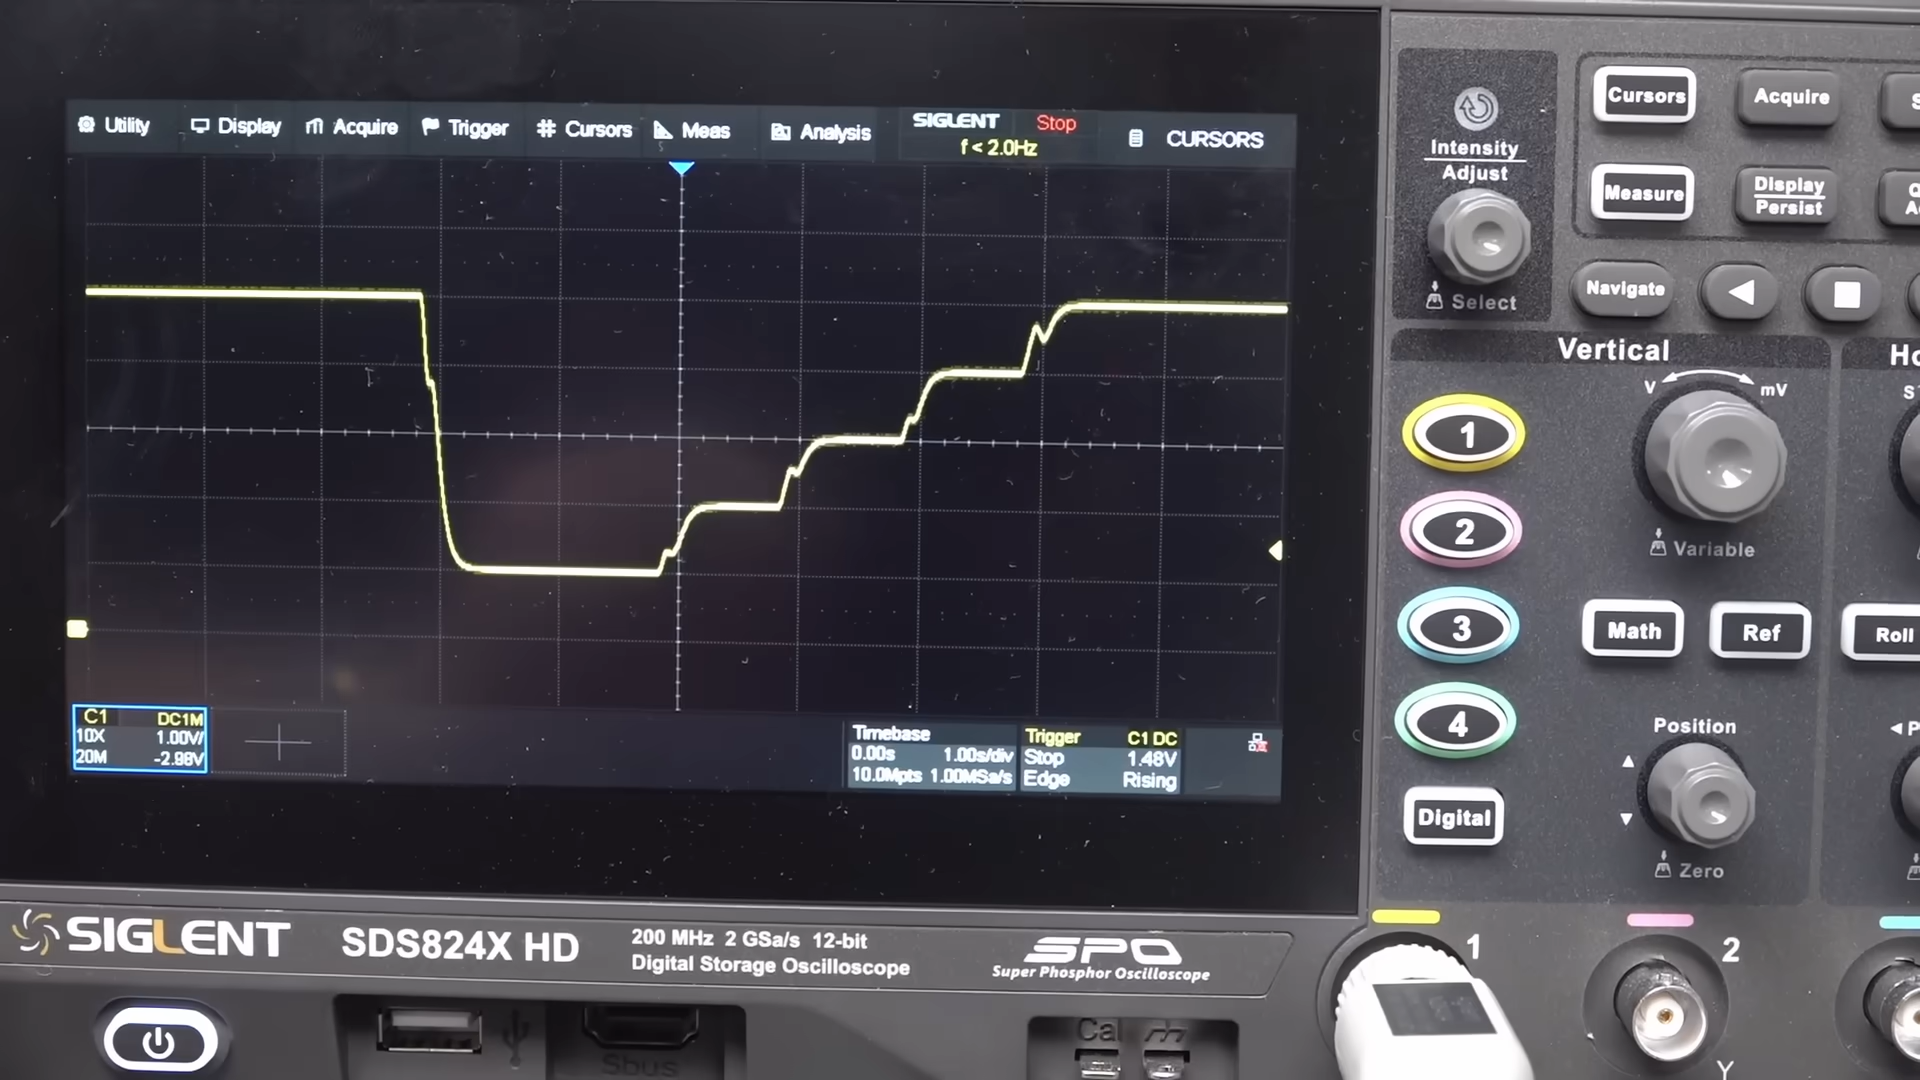 Utility Display Acquire Trigger Cursors Meas Analysis SIGLENT Stop CURSORS
f < 2.0Hz
C1 DC1M
10X 1.00V/
20M -2.98V
Timebase
0.00s 1.00s/div
10.0Mpts 1.00MSa/s
Trigger C1 DC
Stop 1.48V
Edge Rising
Intensity
Adjust
Select
Cursors Acquire
Measure Display
Persist
Navigate
Vertical
V mV
Variable
1
2
3
4
Math Ref Roll
Digital
Position
Zero
SIGLENT SDS824X HD
200 MHz 2 GSa/s 12-bit
Digital Storage Oscilloscope
SPO
Super Phosphor Oscilloscope
1
2
Cal
Sbus
Y